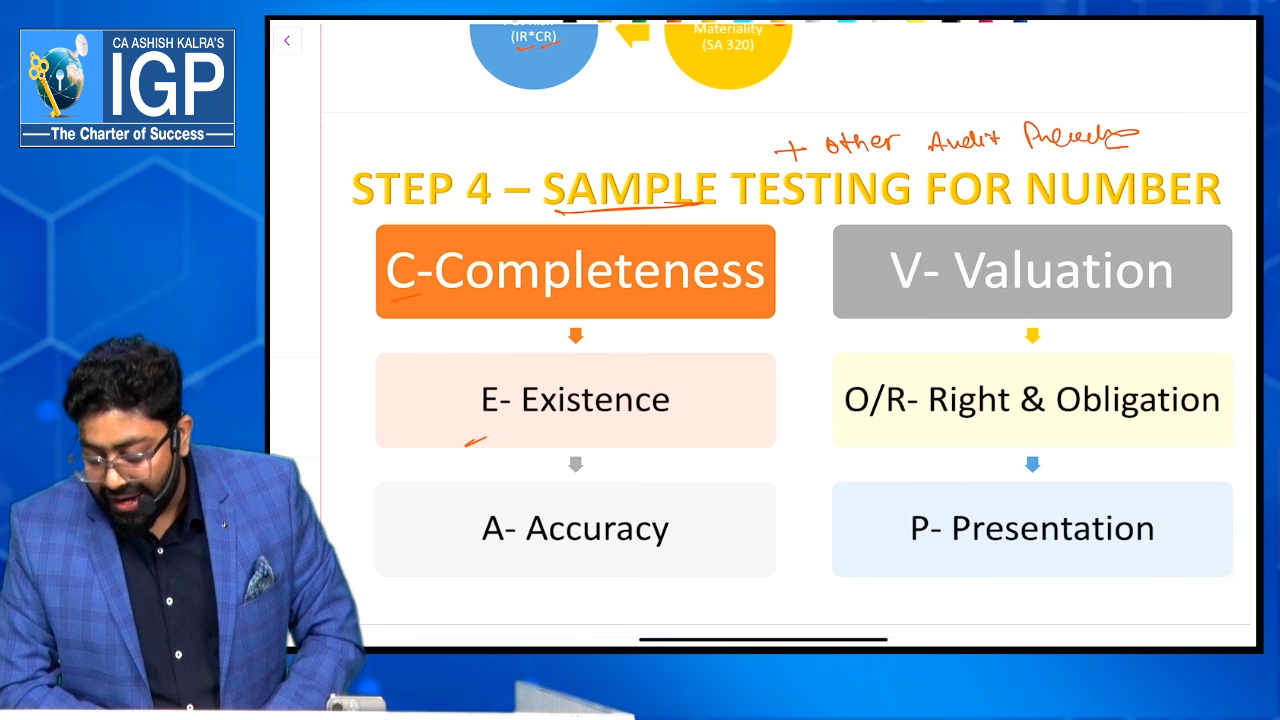 CA ASHISH KALRA'S
IGP
The Charter of Success
(IR*CR)
Materiality
(SA 320)
+ Other Audit
STEP 4 – SAMPLE TESTING FOR NUMBER
C-Completeness
V- Valuation
E- Existence
O/R- Right & Obligation
A- Accuracy
P- Presentation